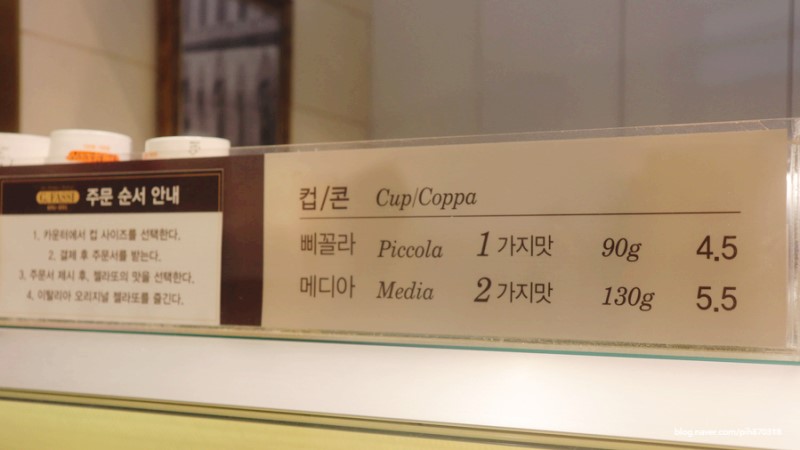 G.FASSI 주문 순서 안내
1. 카운터에서 컵 사이즈를 선택한다.
2. 결제 후 주문서를 받는다.
3. 주문서 제시 후, 젤라또의 맛을 선택한다.
4. 이탈리아 오리지널 젤라또를 즐긴다.
컵/콘 Cup/Coppa
삐꼴라 Piccola 1 가지맛 90g 4.5
메디아 Media 2 가지맛 130g 5.5